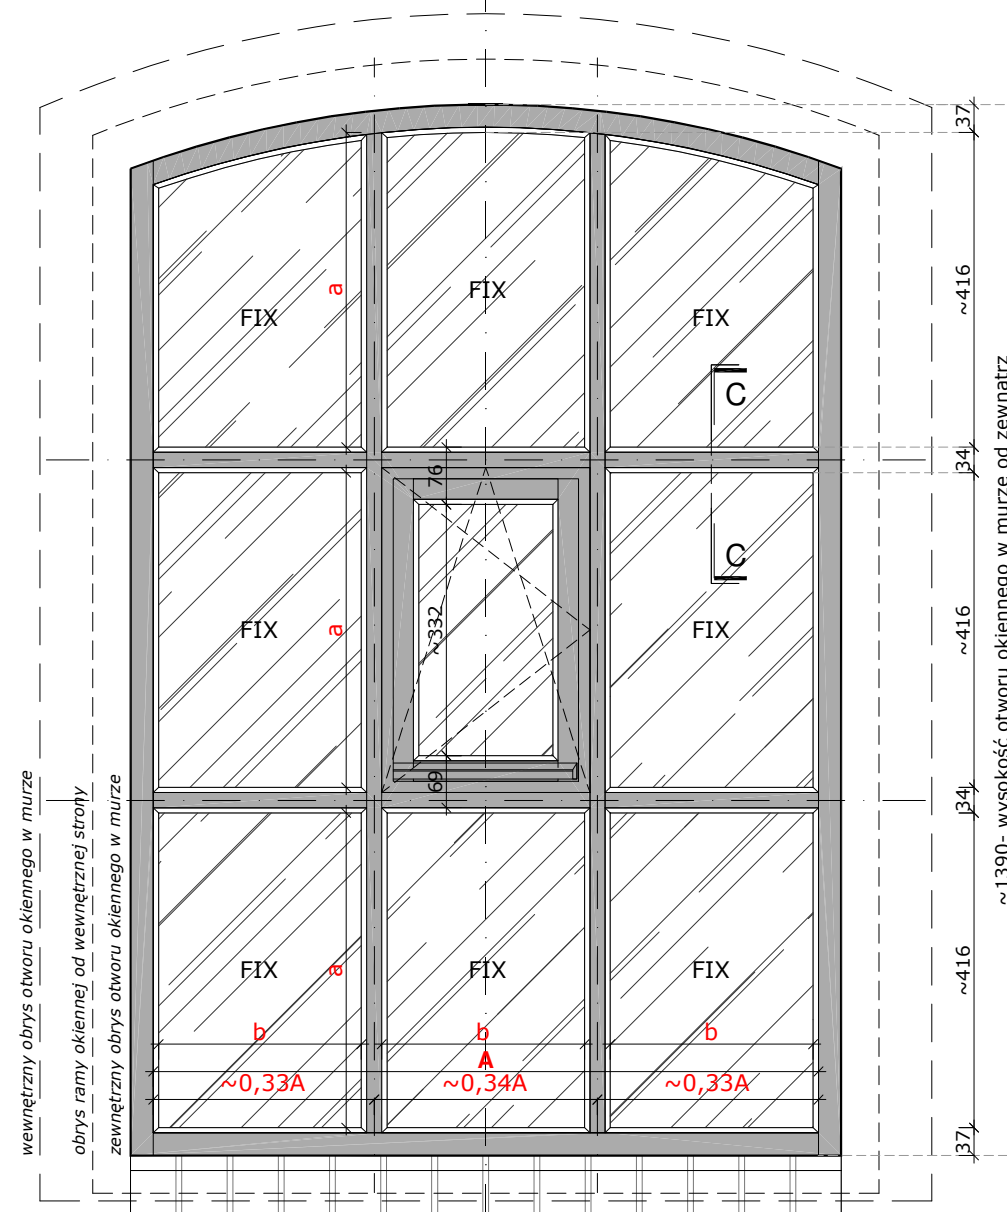 37
~416
a
FIX
FIX
FIX
C
34
76
C
~332
a
FIX
FIX
~416
69
34
a
FIX
FIX
FIX
~416
b
b
b
A
~0,33A
~0,34A
~0,33A
37
wewnętrzny obrys otworu okiennego w murze
obrys ramy okiennej od wewnętrznej strony
zewnętrzny obrys otworu okiennego w murze
~1390- wysokość otworu okiennego w murze od zewnątrz